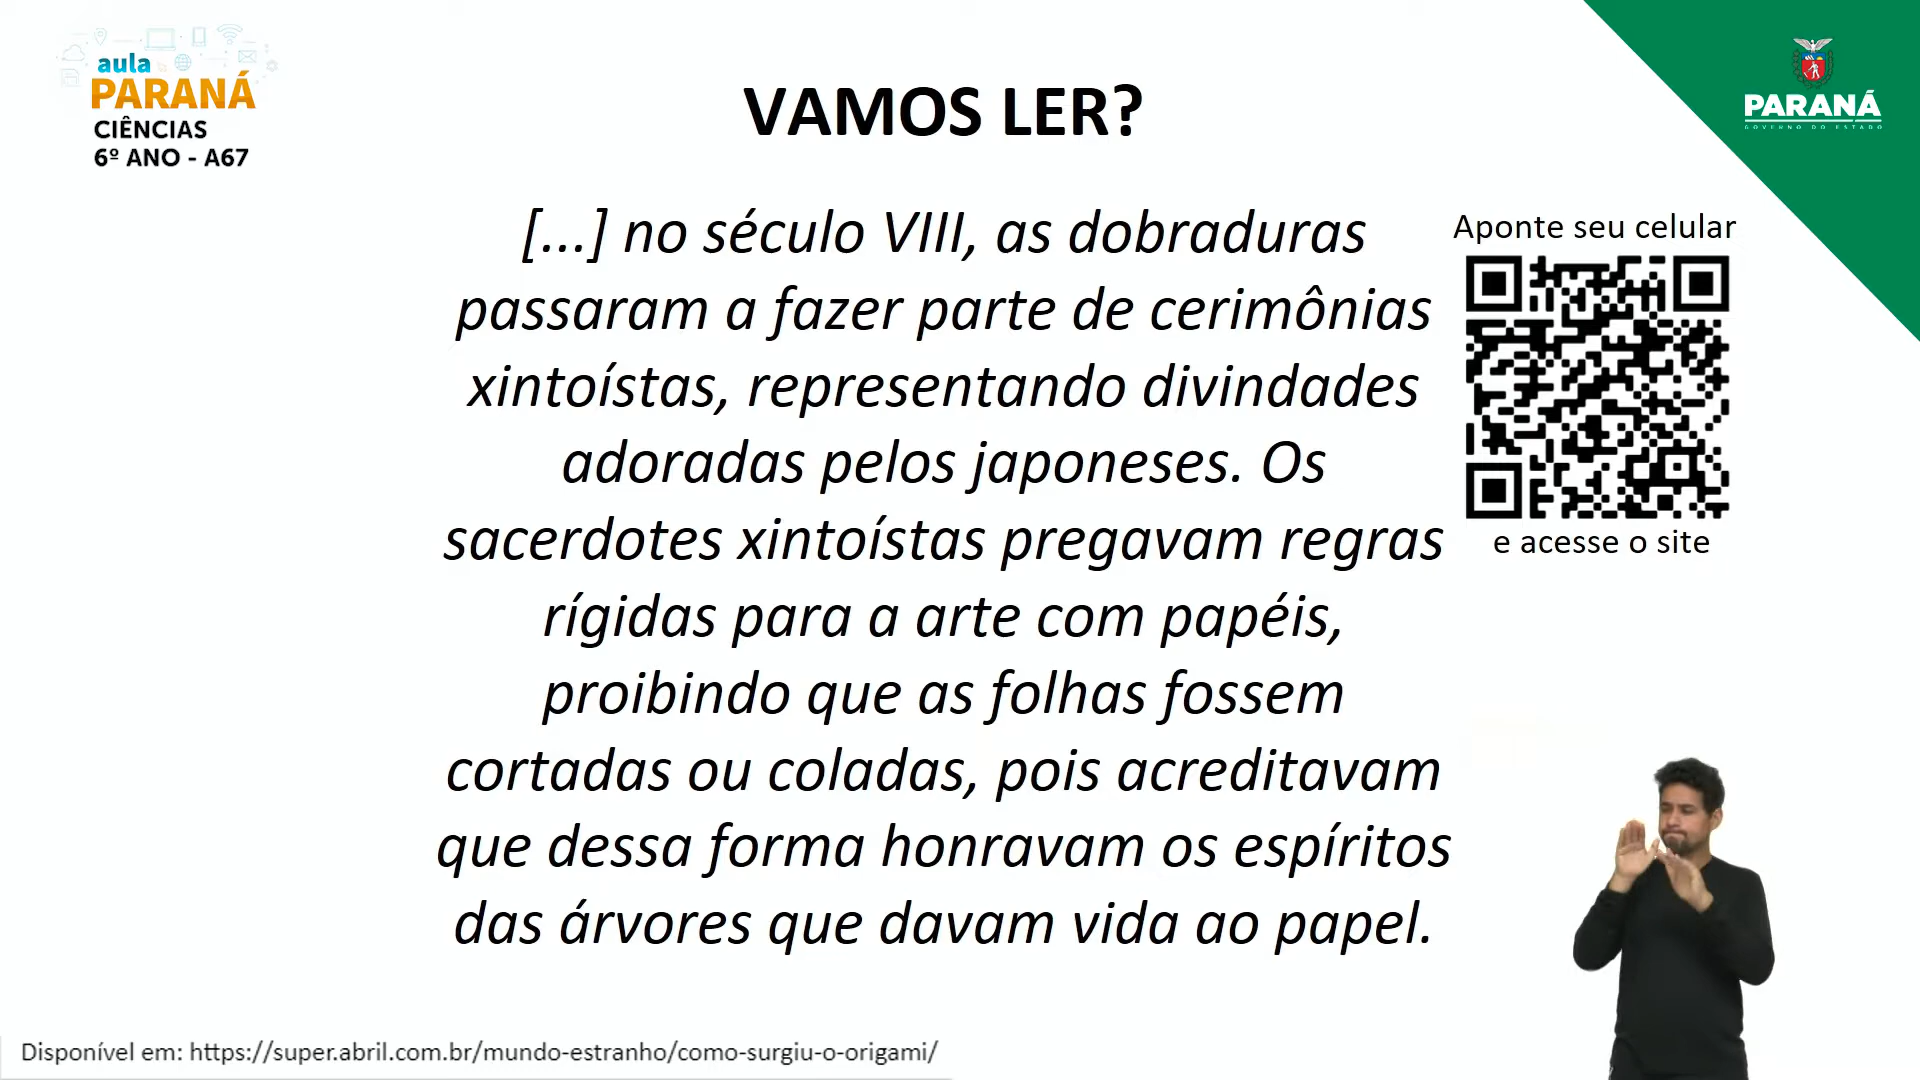 aula
PARANÁ
CIÊNCIAS
6º ANO - A67
PARANÁ
GOVERNO DO ESTADO
VAMOS LER?
[...] no século VIII, as dobraduras
passaram a fazer parte de cerimônias
xintoístas, representando divindades
adoradas pelos japoneses. Os
sacerdotes xintoístas pregavam regras
rígidas para a arte com papéis,
proibindo que as folhas fossem
cortadas ou coladas, pois acreditavam
que dessa forma honravam os espíritos
das árvores que davam vida ao papel.
Aponte seu celular
e acesse o site
Disponível em: https://super.abril.com.br/mundo-estranho/como-surgiu-o-origami/